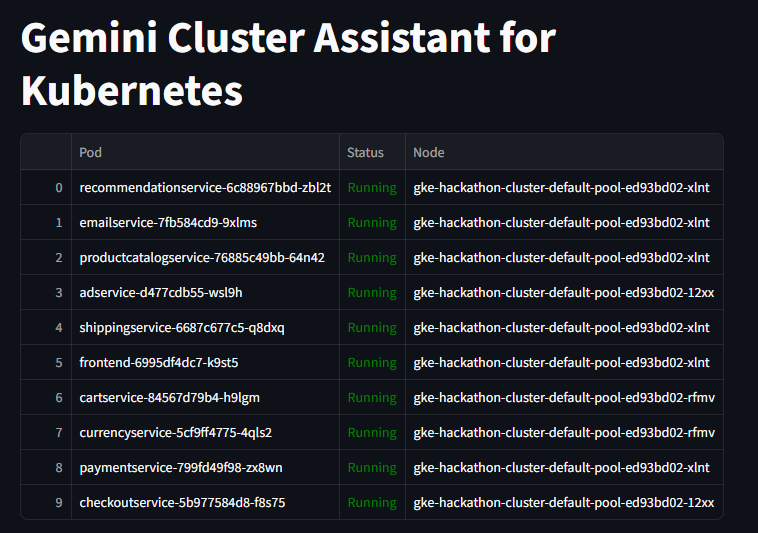 Gemini Cluster Assistant for
Kubernetes
Pod Status Node
0 recommendationservice-6c88967bbd-zbl2t Running gke-hackathon-cluster-default-pool-ed93bd02-xlnt
1 emailservice-7fb584cd9-9xlms Running gke-hackathon-cluster-default-pool-ed93bd02-xlnt
2 productcatalogservice-76885c49bb-64n42 Running gke-hackathon-cluster-default-pool-ed93bd02-xlnt
3 adservice-d477cdb55-wsl9h Running gke-hackathon-cluster-default-pool-ed93bd02-12xx
4 shippingservice-6687c677c5-q8dxq Running gke-hackathon-cluster-default-pool-ed93bd02-xlnt
5 frontend-6995df4dc7-k9st5 Running gke-hackathon-cluster-default-pool-ed93bd02-xlnt
6 cartservice-84567d79b4-h9lgm Running gke-hackathon-cluster-default-pool-ed93bd02-rfmv
7 currencyservice-5cf9ff4775-4qls2 Running gke-hackathon-cluster-default-pool-ed93bd02-rfmv
8 paymentservice-799fd49f98-zx8wn Running gke-hackathon-cluster-default-pool-ed93bd02-xlnt
9 checkoutservice-5b977584d8-f8s75 Running gke-hackathon-cluster-default-pool-ed93bd02-12xx